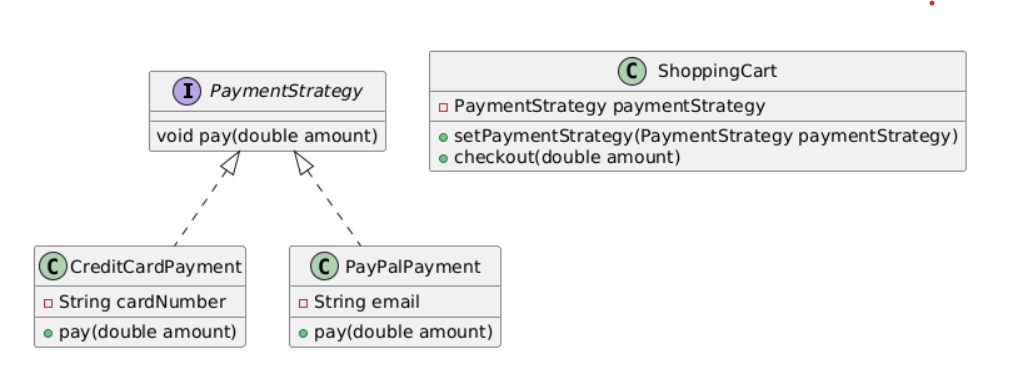 I PaymentStrategy
void pay(double amount)
C ShoppingCart
PaymentStrategy paymentStrategy
setPaymentStrategy(PaymentStrategy paymentStrategy)
checkout(double amount)
C CreditCardPayment
String cardNumber
pay(double amount)
C PayPalPayment
String email
pay(double amount)